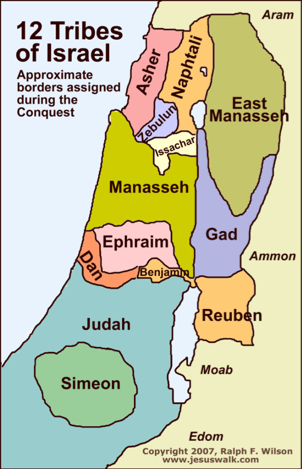 12 Tribes
of Israel
Approximate
borders assigned
during the
Conquest
Aram
Asher
Naphtali
Zebulun
East
Manasseh
Issachar
Manasseh
Ephraim
Gad
Dan
Benjamin
Ammon
Reuben
Judah
Moab
Simeon
Edom
Copyright 2007, Ralph F. Wilson
www.jesuswalk.com